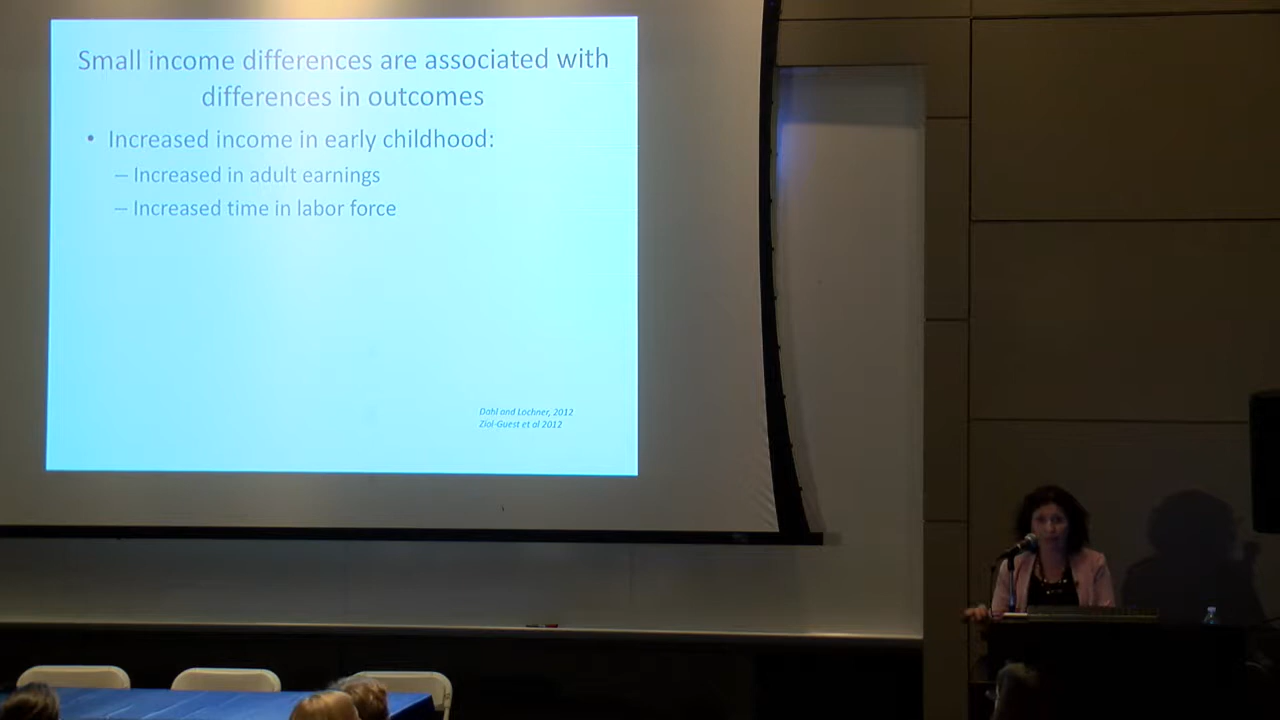 Small income differences are associated with
differences in outcomes
• Increased income in early childhood:
– Increased in adult earnings
– Increased time in labor force
Dahl and Lochner, 2012
Ziol-Guest et al 2012